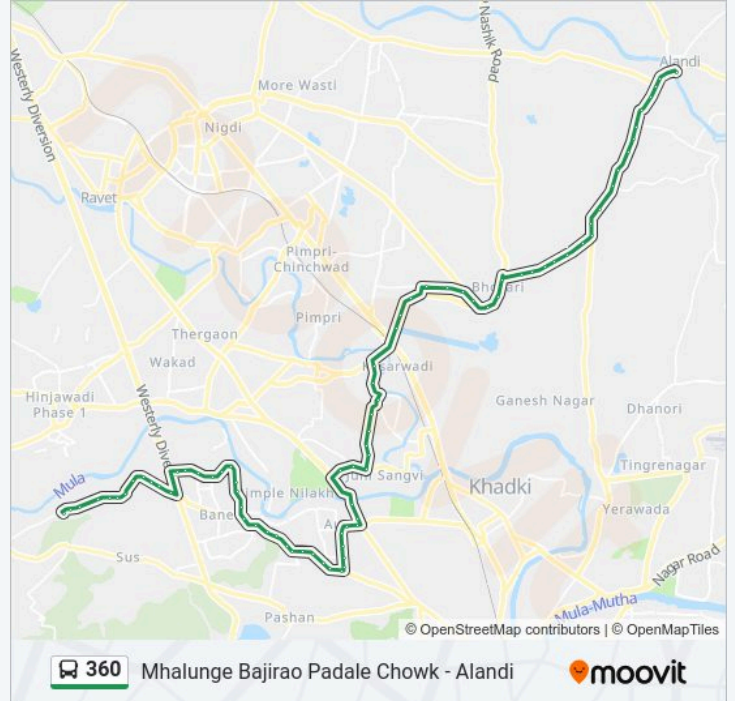 Nashik Road
Alandi
Westerly Diversion
More Wasti
Nigdi
Ravet
Pimpri-
Chinchwad
Bhosari
Pimpri
Thergaon
Wakad
Kasarwadi
Hinjawadi
Phase 1
Westerly Dive
Ganesh Nagar
Dhanori
Mula
Juni Sangvi
Tingrenagar
Khadki
Pimple Nilakh
Bane
Yerawada
Sus
Nagar Road
Pashan
Mula-Mutha
© OpenStreetMap contributors | © OpenMapTiles
360 Mhalunge Bajirao Padale Chowk - Alandi
moovit